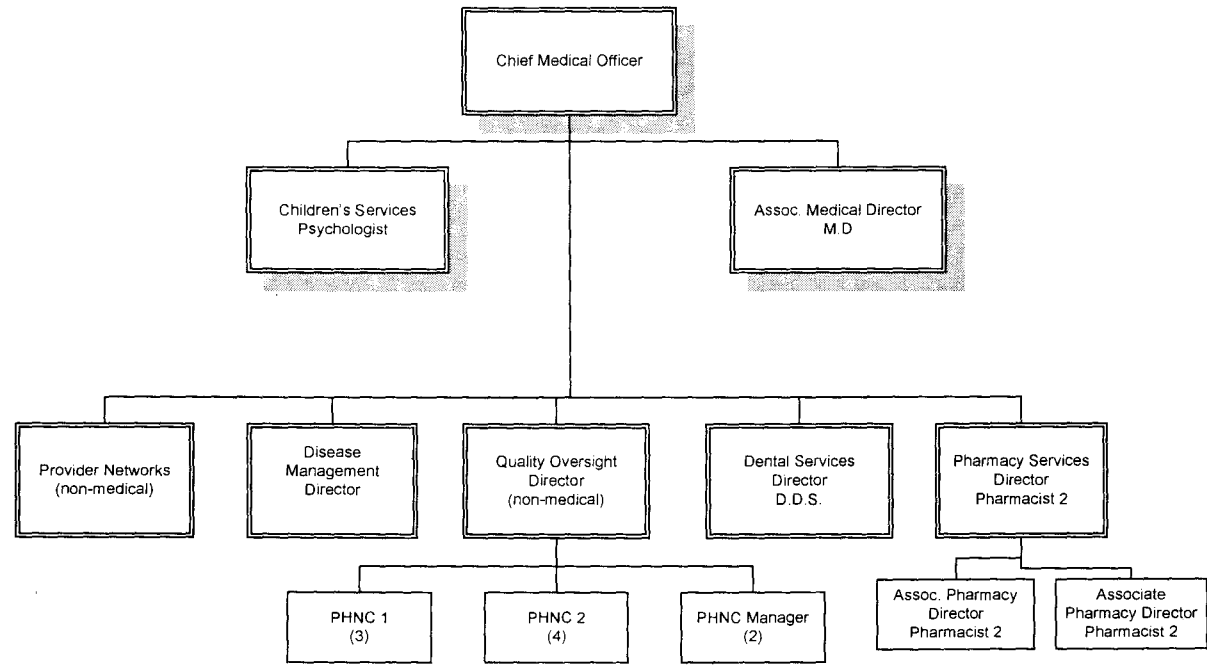 Chief Medical Officer
Children's Services
Psychologist
Assoc. Medical Director
M.D
Provider Networks
(non-medical)
Disease
Management
Director
Quality Oversight
Director
(non-medical)
Dental Services
Director
D.D.S.
Pharmacy Services
Director
Pharmacist 2
PHNC 1
(3)
PHNC 2
(4)
PHNC Manager
(2)
Assoc. Pharmacy
Director
Pharmacist 2
Associate
Pharmacy Director
Pharmacist 2